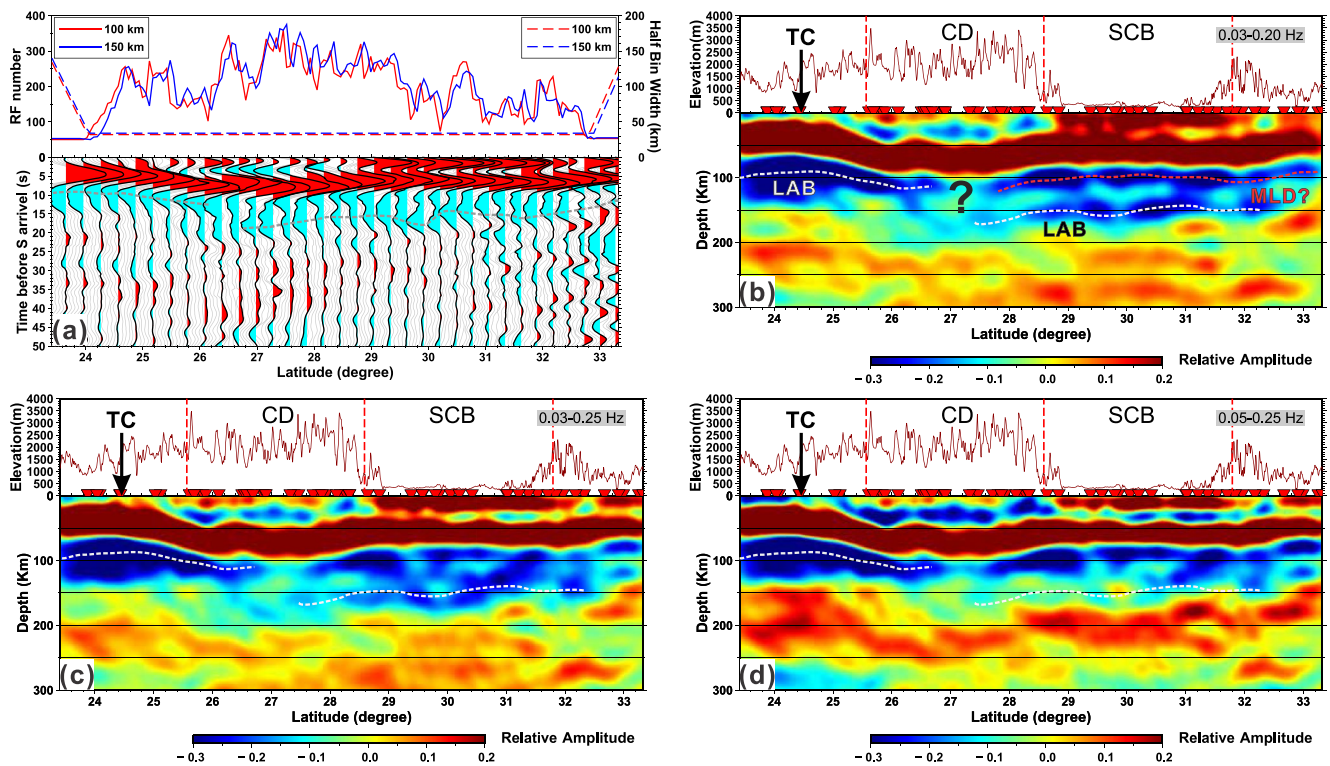 RF number
400
300
200
100
0
100 km
150 km
100 km
150 km
200
150
100
50
0
Half Bin Width (km)
Time before S arrival (s)
0
5
10
15
20
25
30
35
40
45
50
(a)
24 25 26 27 28 29 30 31 32 33
Latitude (degree)
Elevation(m)
4000
3500
3000
2500
2000
1500
1000
500
0
TC
CD
SCB
0.03-0.20 Hz
Depth (Km)
100
200
300
LAB
?
LAB
MLD?
(b)
24 25 26 27 28 29 30 31 32 33
Latitude (degree)
Relative Amplitude
−0.3 −0.2 −0.1 0.0 0.1 0.2
Elevation(m)
4000
3500
3000
2500
2000
1500
1000
500
0
TC
CD
SCB
0.03-0.25 Hz
Depth (Km)
100
200
300
(c)
24 25 26 27 28 29 30 31 32 33
Latitude (degree)
Relative Amplitude
−0.3 −0.2 −0.1 0.0 0.1 0.2
Elevation(m)
4000
3500
3000
2500
2000
1500
1000
500
0
TC
CD
SCB
0.05-0.25 Hz
Depth (Km)
100
200
300
(d)
24 25 26 27 28 29 30 31 32 33
Latitude (degree)
Relative Amplitude
−0.3 −0.2 −0.1 0.0 0.1 0.2